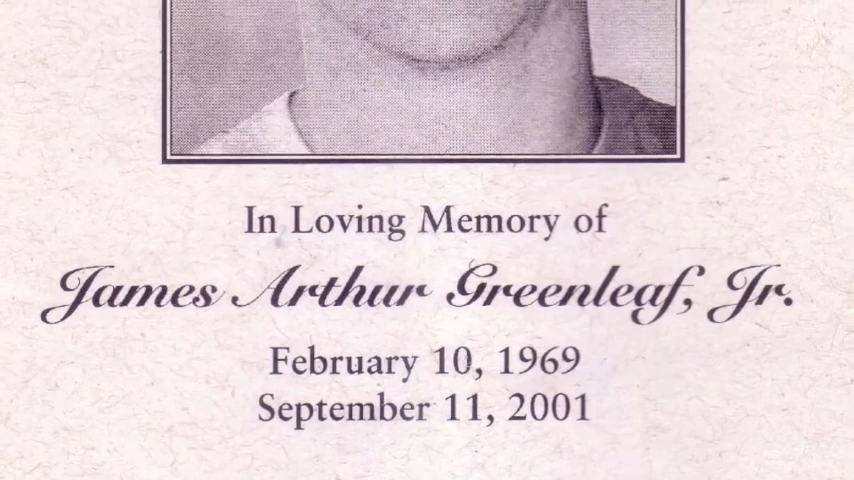 In Loving Memory of
James Arthur Greenleaf, Jr.
February 10, 1969
September 11, 2001